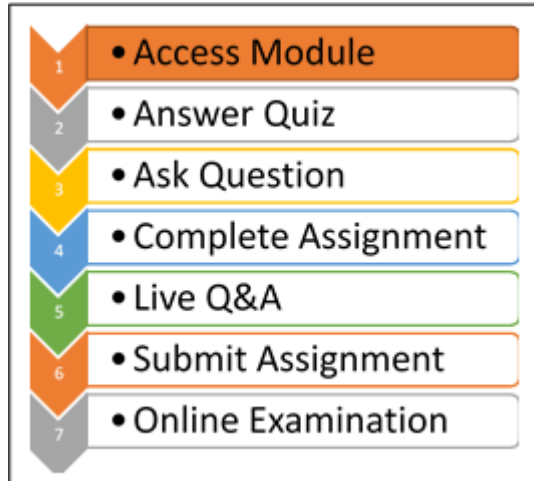 1 • Access Module
2 • Answer Quiz
3 • Ask Question
4 • Complete Assignment
5 • Live Q&A
6 • Submit Assignment
7 • Online Examination